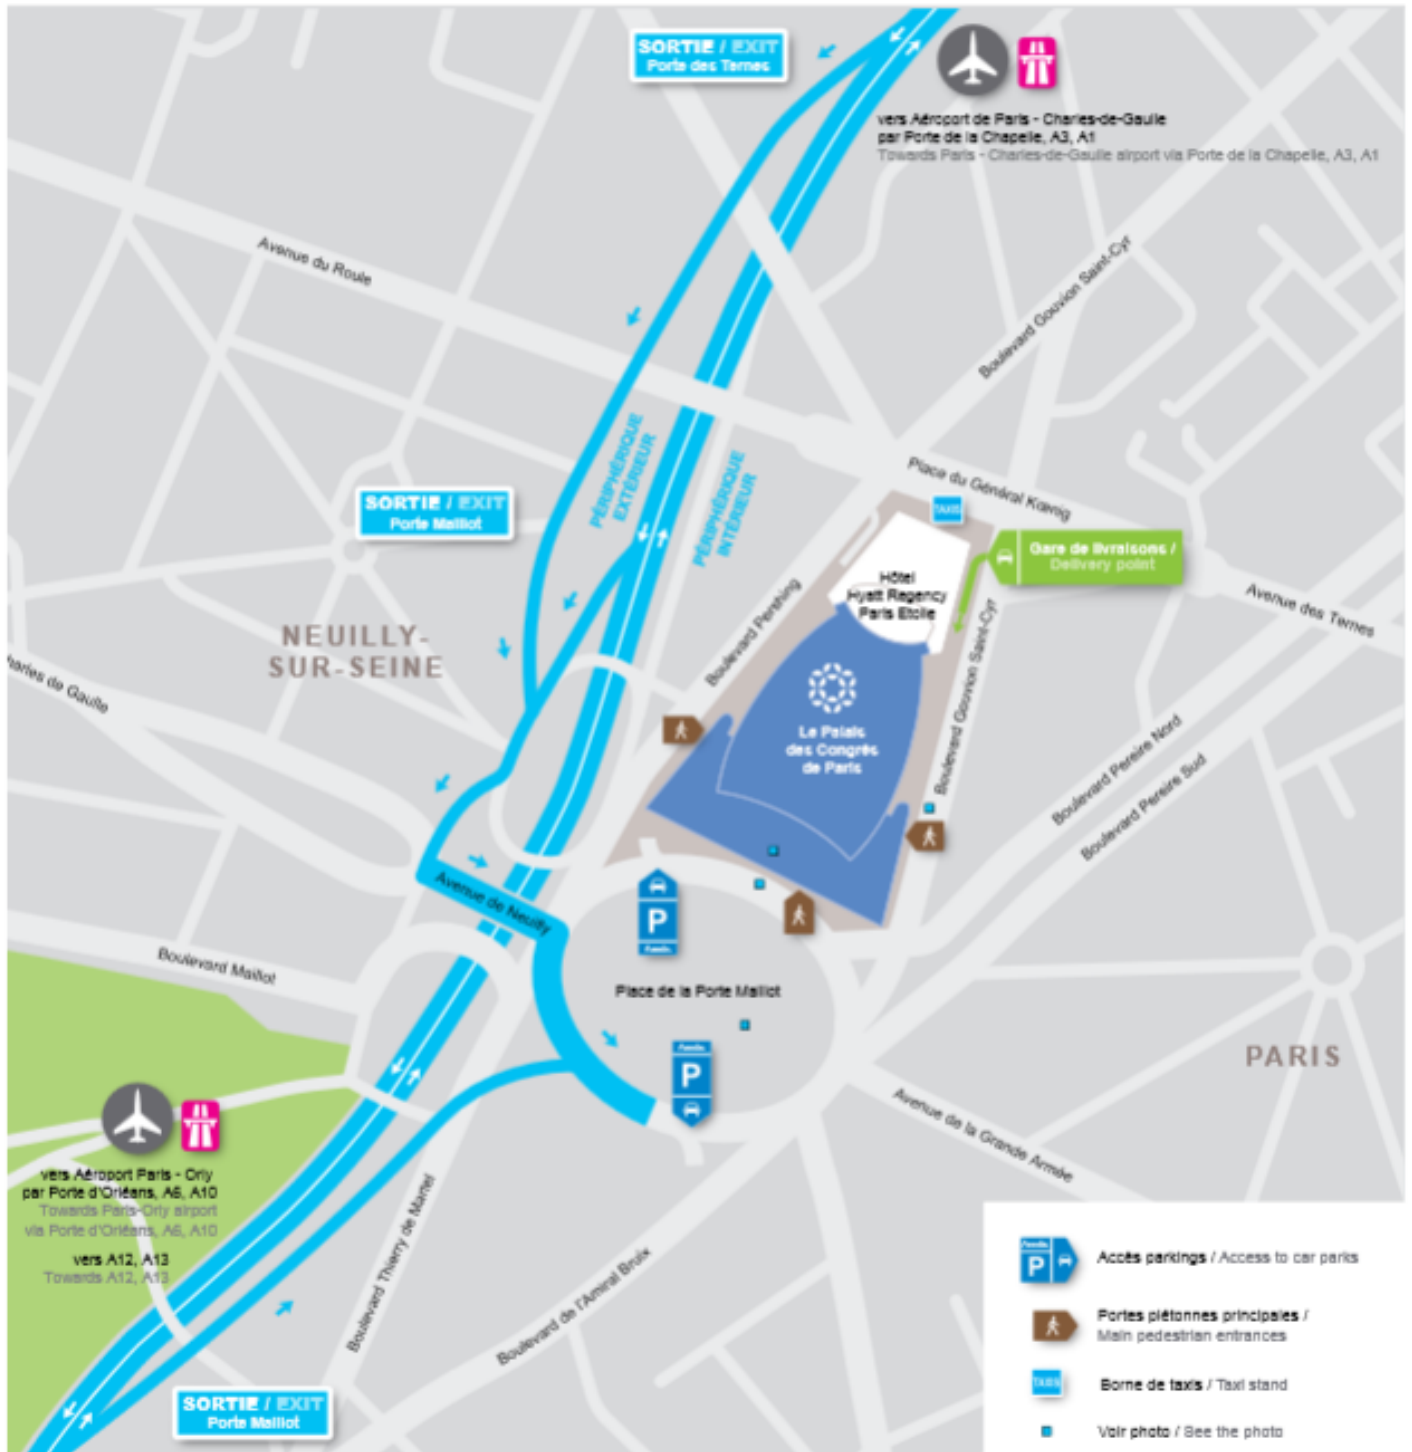 SORTIE / EXIT
Porte des Ternes
vers Aéroport de Paris - Charles-de-Gaulle
par Porte de la Chapelle, A3, A1
Towards Paris - Charles-de-Gaulle airport via Porte de la Chapelle, A3, A1
Avenue du Roule
Boulevard Gouvion Saint-Cyr
PÉRIPHÉRIQUE
EXTÉRIEUR
PÉRIPHÉRIQUE
INTÉRIEUR
SORTIE / EXIT
Porte Maillot
Place du Général Kœnig
TAXIS
Gare de livraisons /
Delivery point
Hôtel
Hyatt Regency
Paris Etoile
Avenue des Ternes
Boulevard Pershing
NEUILLY-
SUR-SEINE
harles de Gaulle
Le Palais
des Congrès
de Paris
Boulevard Gouvion Saint-Cyr
Boulevard Pereire Nord
Boulevard Pereire Sud
Avenue de Neuilly
P
Boulevard Maillot
Place de la Porte Maillot
P
PARIS
Avenue de la Grande Armée
vers Aéroport Paris - Orly
par Porte d'Orléans, A6, A10
Towards Paris-Orly airport
via Porte d'Orléans, A6, A10
vers A12, A13
Towards A12, A13
Boulevard Thierry de Martel
Boulevard de l'Amiral Bruix
SORTIE / EXIT
Porte Maillot
P
Accès parkings / Access to car parks
Portes piétonnes principales /
Main pedestrian entrances
TAXIS
Borne de taxis / Taxi stand
Voir photo / See the photo